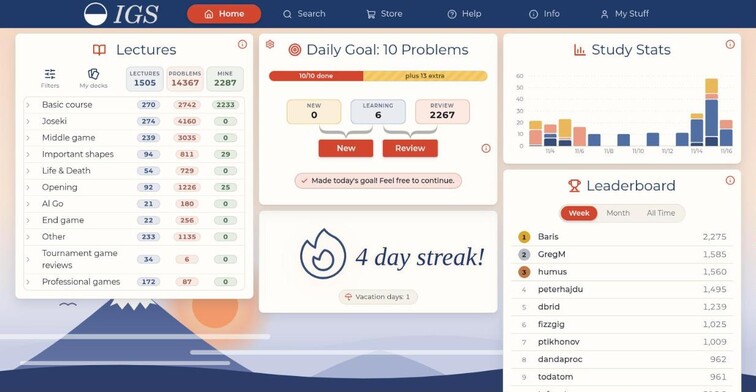 IGS
Home
Search
Store
Help
Info
My Stuff
Lectures
Filters
My decks
LECTURES
1505
PROBLEMS
14367
MINE
2287
Basic course 270 2742 2233
Joseki 274 4160 0
Middle game 239 3035 0
Important shapes 94 811 29
Life & Death 54 729 0
Opening 92 1226 25
AI Go 21 180 0
End game 22 256 0
Other 233 1135 0
Tournament game
reviews 34 6 0
Professional games 172 87 0
Daily Goal: 10 Problems
10/10 done
plus 13 extra
NEW
0
LEARNING
6
REVIEW
2267
New
Review
Made today's goal! Feel free to continue.
4 day streak!
Vacation days: 1
Study Stats
60
50
40
30
20
10
0
11/4 11/6 11/8 11/10 11/12 11/14 11/16
Leaderboard
Week
Month
All Time
1 Baris 2,275
2 GregM 1,585
3 humus 1,560
4 peterhajdu 1,495
5 dbrid 1,239
6 fizzgig 1,025
7 ptikhonov 1,009
8 dandaproc 962
9 todatom 961